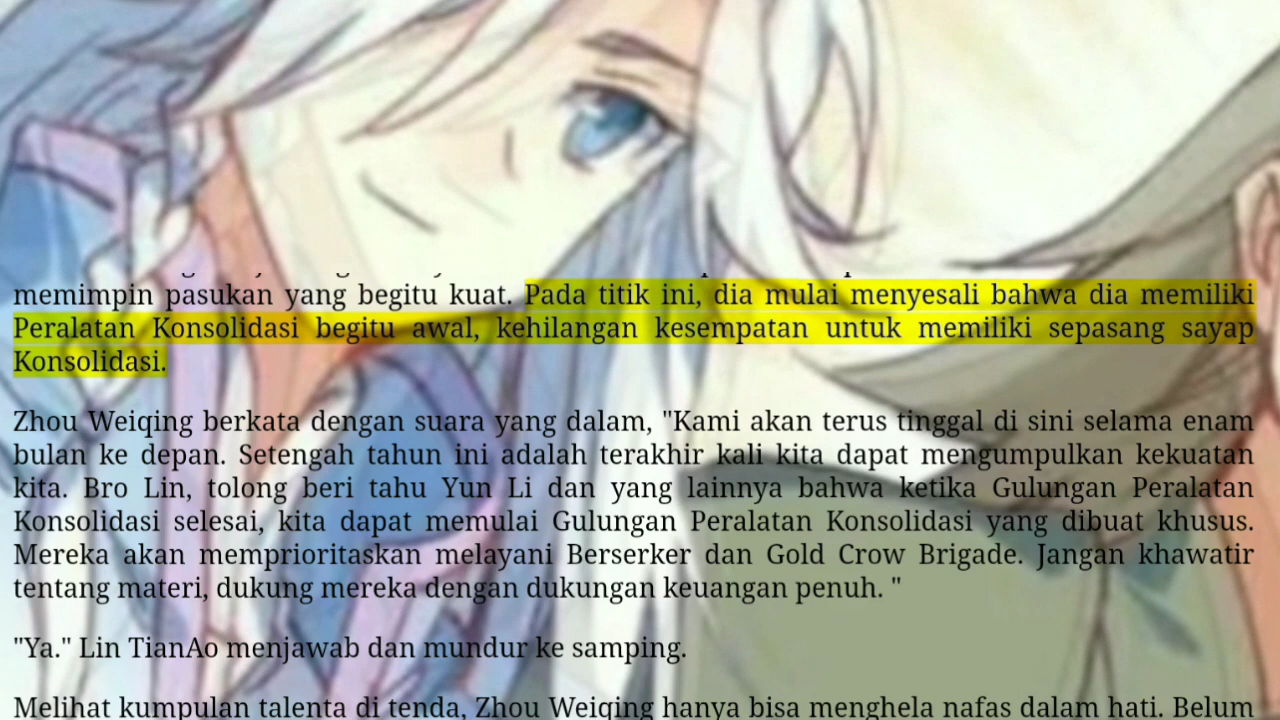 memimpin pasukan yang begitu kuat. Pada titik ini, dia mulai menyesali bahwa dia memiliki
Peralatan Konsolidasi begitu awal, kehilangan kesempatan untuk memiliki sepasang sayap
Konsolidasi.
Zhou Weiqing berkata dengan suara yang dalam, "Kami akan terus tinggal di sini selama enam
bulan ke depan. Setengah tahun ini adalah terakhir kali kita dapat mengumpulkan kekuatan
kita. Bro Lin, tolong beri tahu Yun Li dan yang lainnya bahwa ketika Gulungan Peralatan
Konsolidasi selesai, kita dapat memulai Gulungan Peralatan Konsolidasi yang dibuat khusus.
Mereka akan memprioritaskan melayani Berserker dan Gold Crow Brigade. Jangan khawatir
tentang materi, dukung mereka dengan dukungan keuangan penuh. "
"Ya." Lin TianAo menjawab dan mundur ke samping.
Melihat kumpulan talenta di tenda, Zhou Weiqing hanya bisa menghela nafas dalam hati. Belum